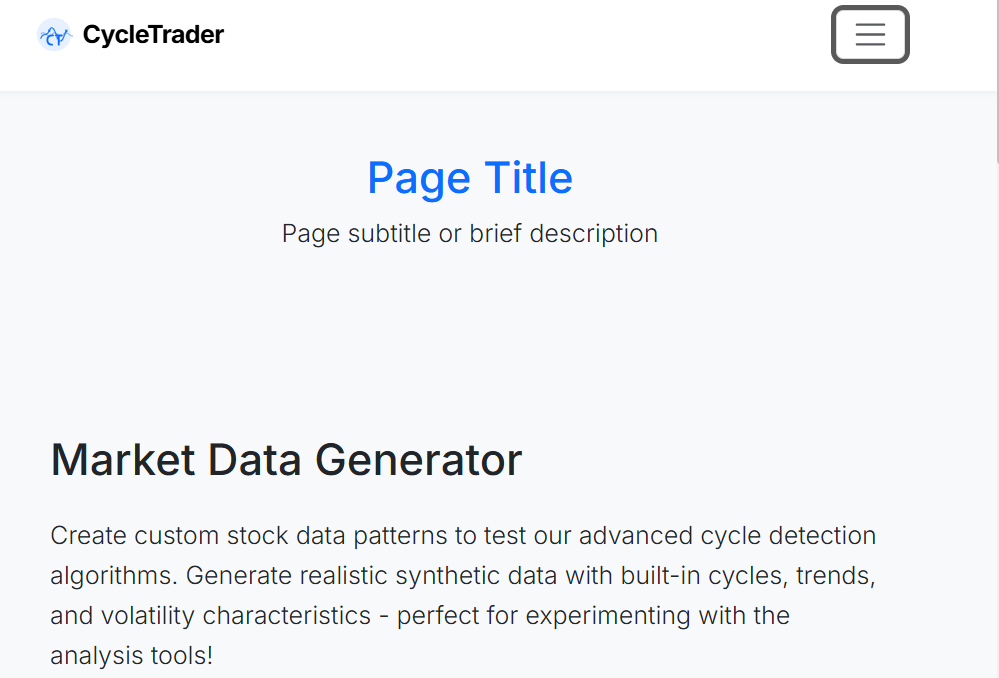 CycleTrader
Page Title
Page subtitle or brief description
Market Data Generator
Create custom stock data patterns to test our advanced cycle detection
algorithms. Generate realistic synthetic data with built-in cycles, trends,
and volatility characteristics - perfect for experimenting with the
analysis tools!